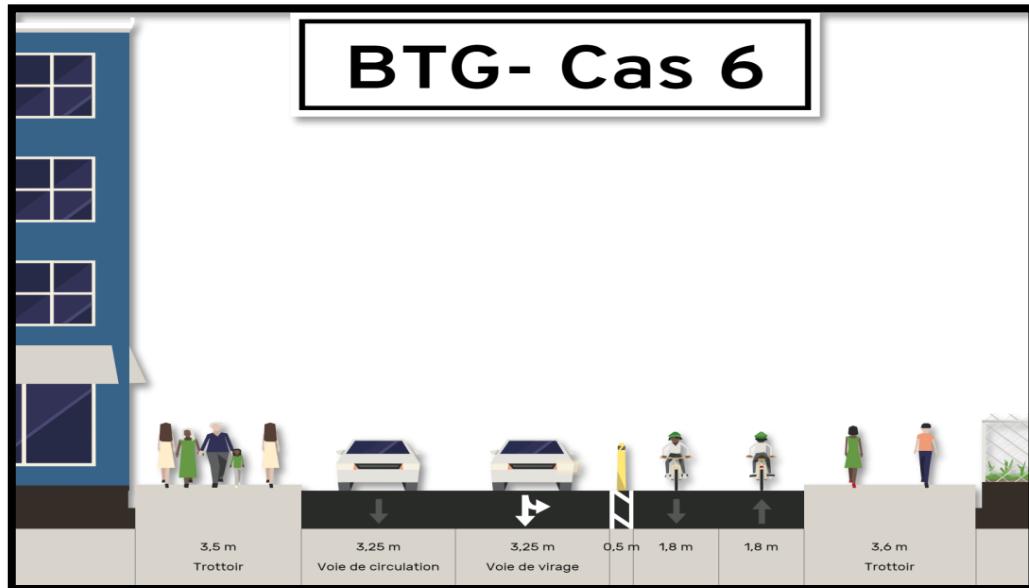 BTG- Cas 6
3,5 m
Trottoir
3,25 m
Voie de circulation
3,25 m
Voie de virage
0,5 m
1,8 m
1,8 m
3,6 m
Trottoir